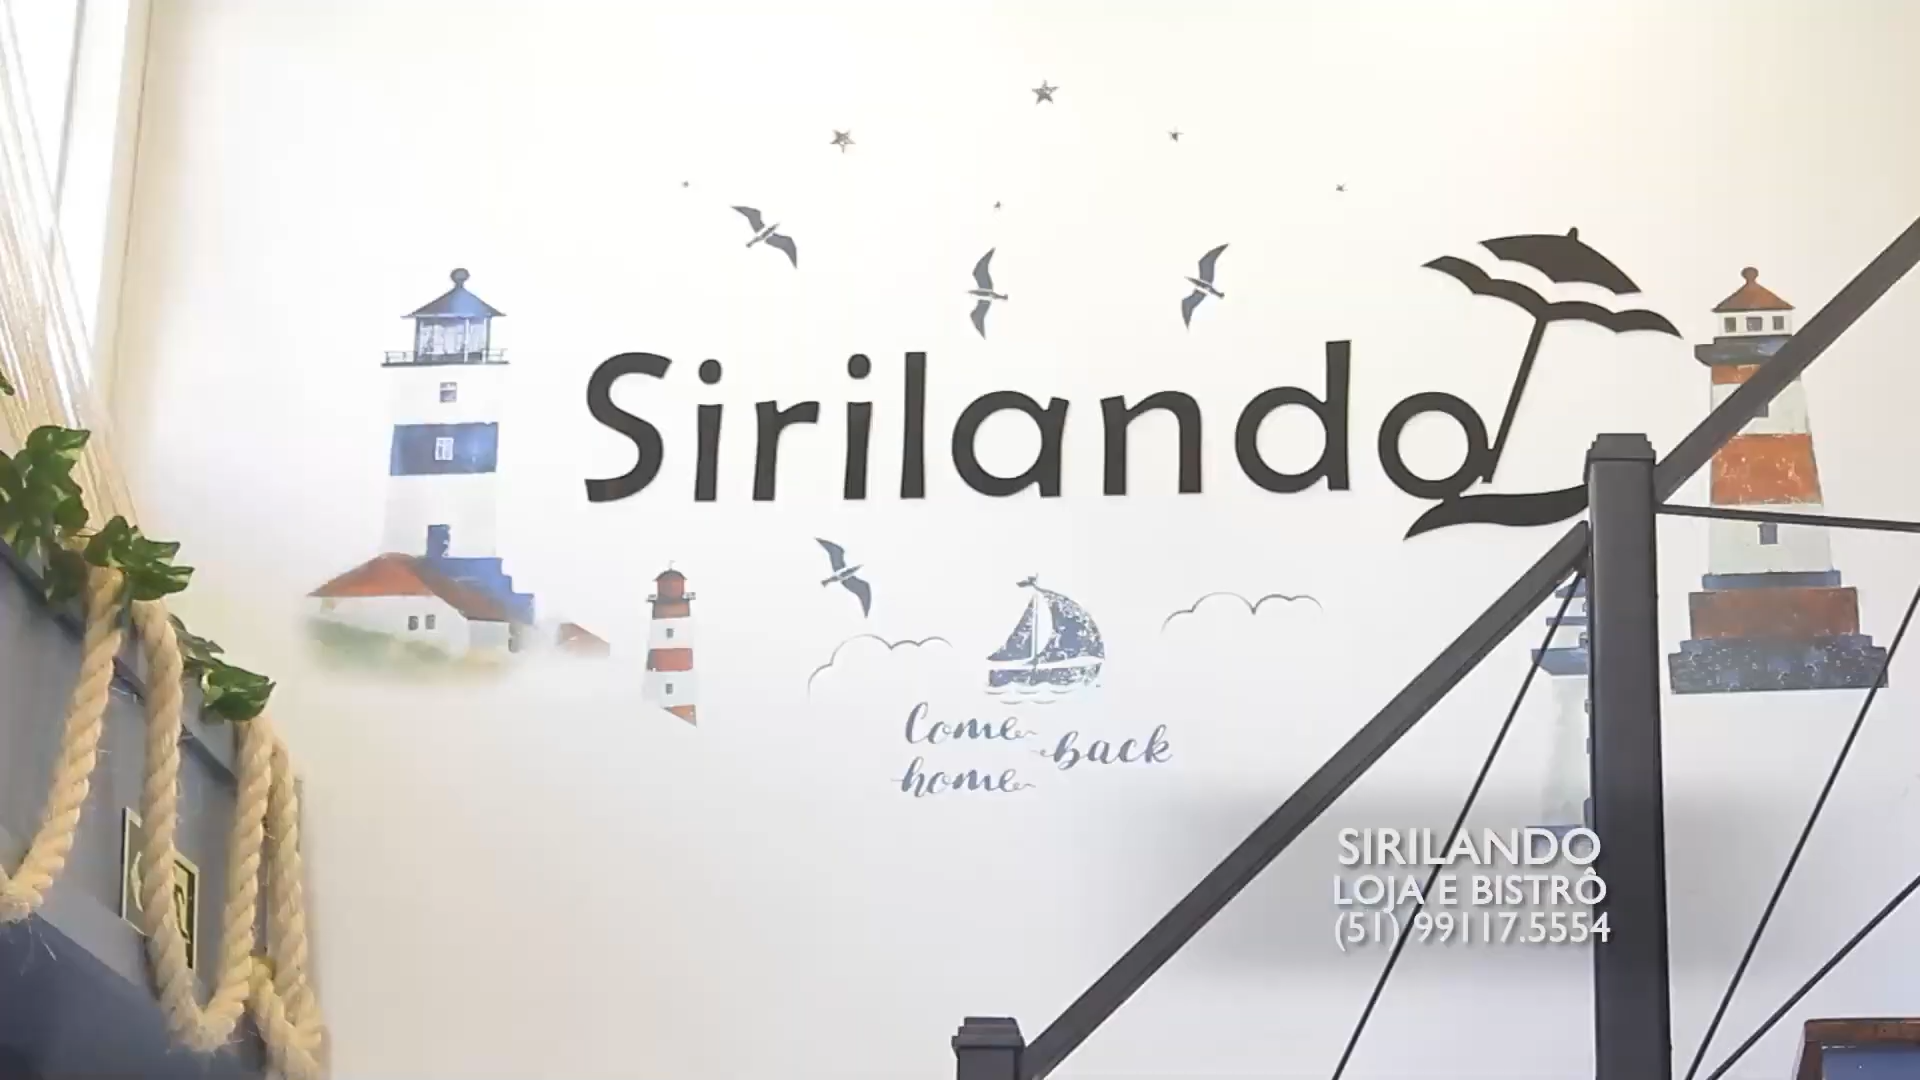 Sirilando
Come
back
home
SIRILANDO
LOJA E BISTRÔ
(51) 99117.5554